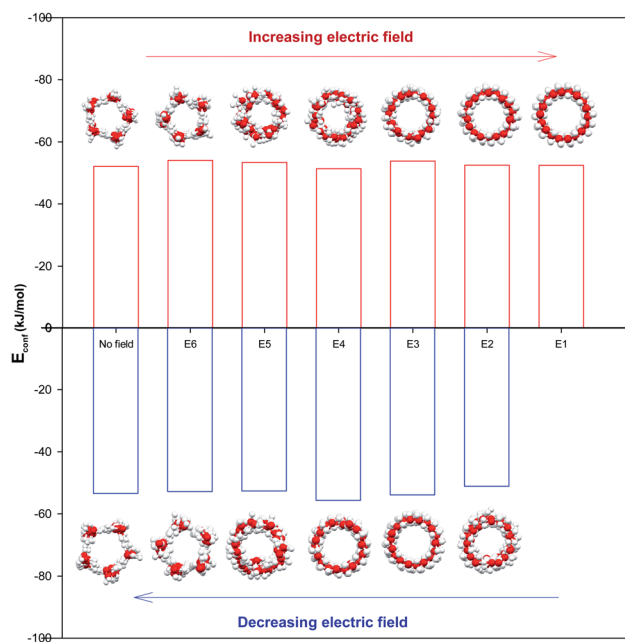 -100
Increasing electric field
-80
-60
-40
-20
0
E_conf (kJ/mol)
No field E6 E5 E4 E3 E2 E1
-20
-40
-60
-80
Decreasing electric field
-100